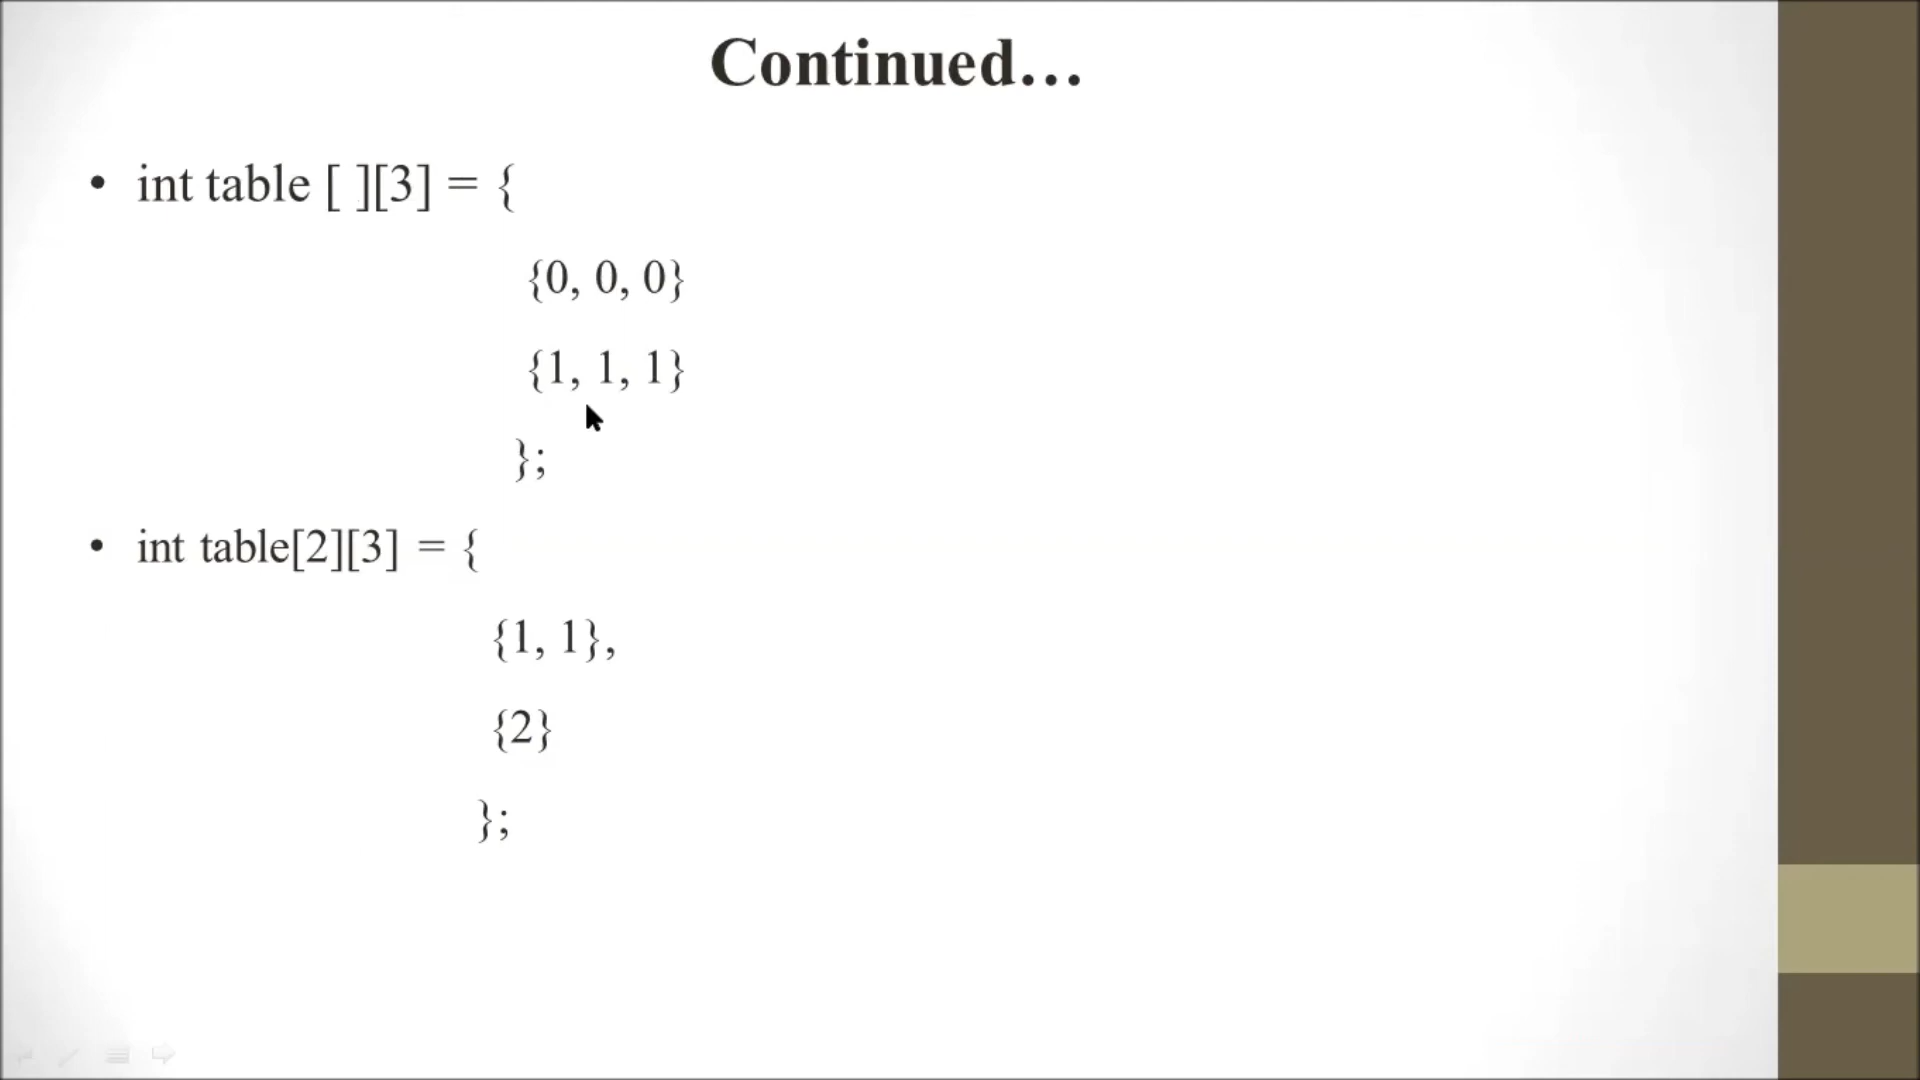 Continued…
• int table [ ][3] = {
{0, 0, 0}
{1, 1, 1}
};
• int table[2][3] = {
{1, 1},
{2}
};